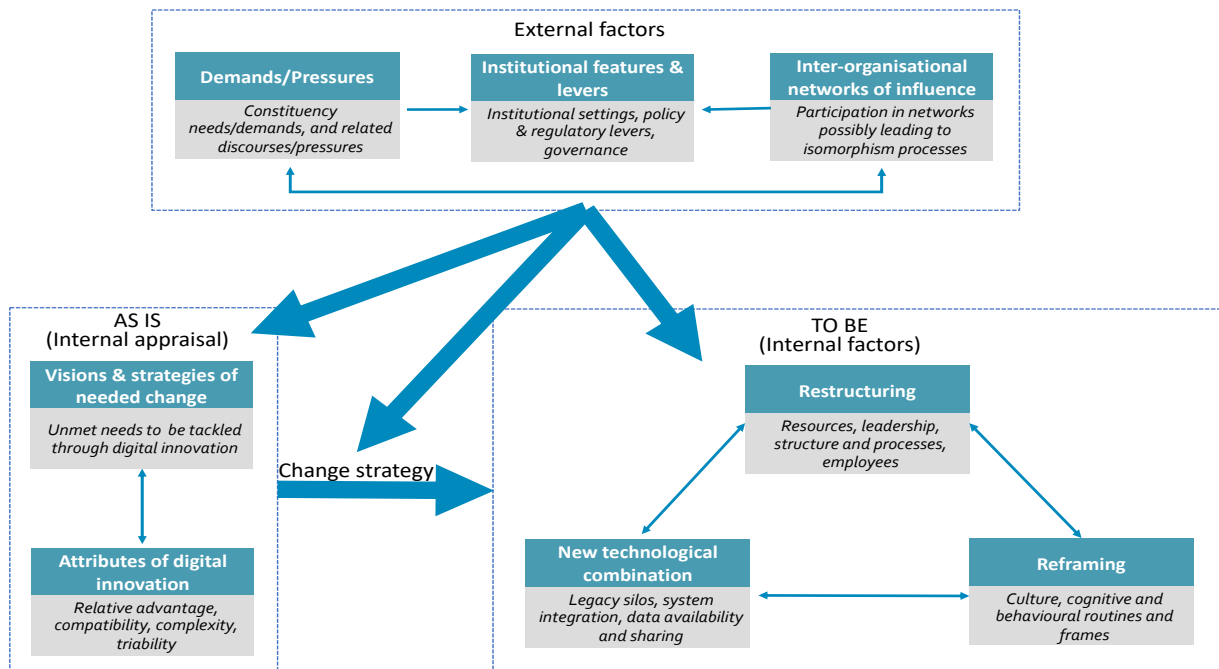 External factors
Demands/Pressures
Constituency
needs/demands, and related
discourses/pressures
Institutional features &
levers
Institutional settings, policy
& regulatory levers,
governance
Inter-organisational
networks of influence
Participation in networks
possibly leading to
isomorphism processes
AS IS
(Internal appraisal)
Visions & strategies of
needed change
Unmet needs to be tackled
through digital innovation
Attributes of digital
innovation
Relative advantage,
compatibility, complexity,
triability
Change strategy
TO BE
(Internal factors)
Restructuring
Resources, leadership,
structure and processes,
employees
New technological
combination
Legacy silos, system
integration, data availability
and sharing
Reframing
Culture, cognitive and
behavioural routines and
frames